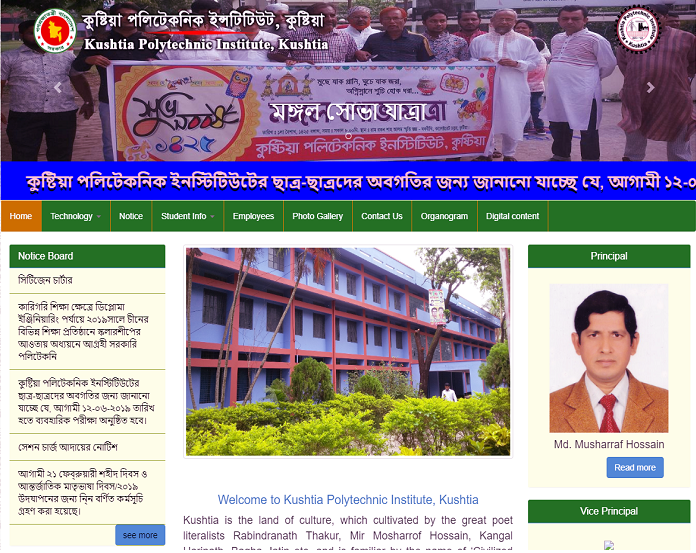 কুষ্টিয়া পলিটেকনিক ইন্সটিটিউট, কুষ্টিয়া
Kushtia Polytechnic Institute, Kushtia
মুছে যাক গ্লানি, ঘুচে যাক জরা,
অগ্নিস্নানে শুচি হোক ধরা...
শুভ নববর্ষ
১৪২৫
মঙ্গল সোভা যাত্রা
কুষ্টিয়া পলিটেকনিক ইনস্টিটিউট, কুষ্টিয়া
কুষ্টিয়া পলিটেকনিক ইনস্টিটিউটের ছাত্র-ছাত্রদের অবগতির জন্য জানানো যাচ্ছে যে, আগামী ১২-০
Home Technology Notice Student Info Employees Photo Gallery Contact Us Organogram Digital content
Notice Board
সিটিজেন চার্টার
কারিগরি শিক্ষা ক্ষেত্রে ডিপ্লোমা
ইঞ্জিনিয়ারিং পর্যায়ে ২০১৯সালে চীনের
বিভিন্ন শিক্ষা প্রতিষ্ঠানে স্কলারশীপের
আওতায় অধ্যয়নে আগ্রহী সরকারি
পলিটেকনি
কুষ্টিয়া পলিটেকনিক ইনস্টিটিউটের
ছাত্র-ছাত্রদের অবগতির জন্য জানানো
যাচ্ছে যে, আগামী ১২-০৬-২০১৯ তারিখ
হতে ব্যবহারিক পরীক্ষা অনুষ্ঠিত হবে।
সেশন চার্জ আদায়ের নোটিশ
আগামী ২১ ফেব্রুয়ারী শহীদ দিবস ও
আন্তর্জাতিক মাতৃভাষা দিবস/২০১৯
উদযাপনের জন্য নিন্ম বর্ণিত কর্মসূচি
গ্রহণ করা হয়েছে।
see more
Welcome to Kushtia Polytechnic Institute, Kushtia
Kushtia is the land of culture, which cultivated by the great poet
literalists Rabindranath Thakur, Mir Mosharrof Hossain, Kangal
Harinath, Bagha Jatin etc. and is familier by the name of 'Civilized
Principal
Md. Musharraf Hossain
Read more
Vice Principal